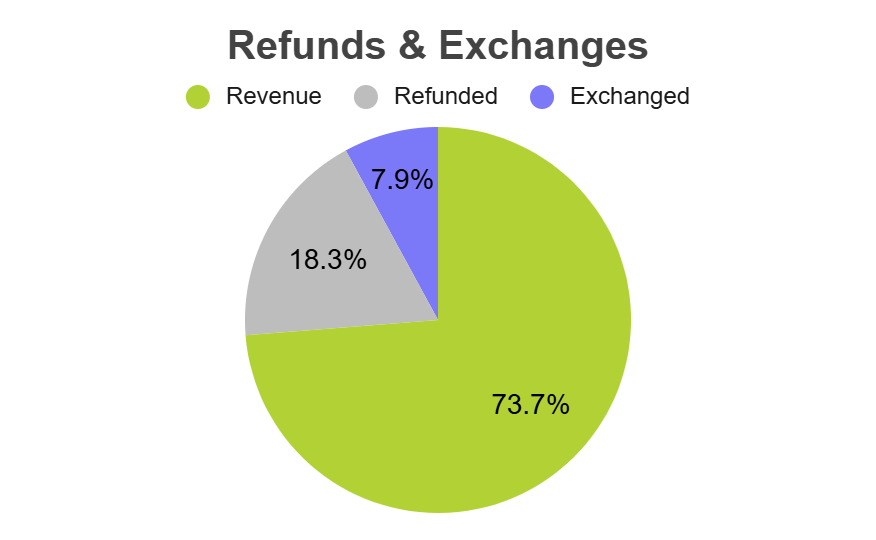 Refunds & Exchanges
Revenue Refunded Exchanged
7.9%
18.3%
73.7%